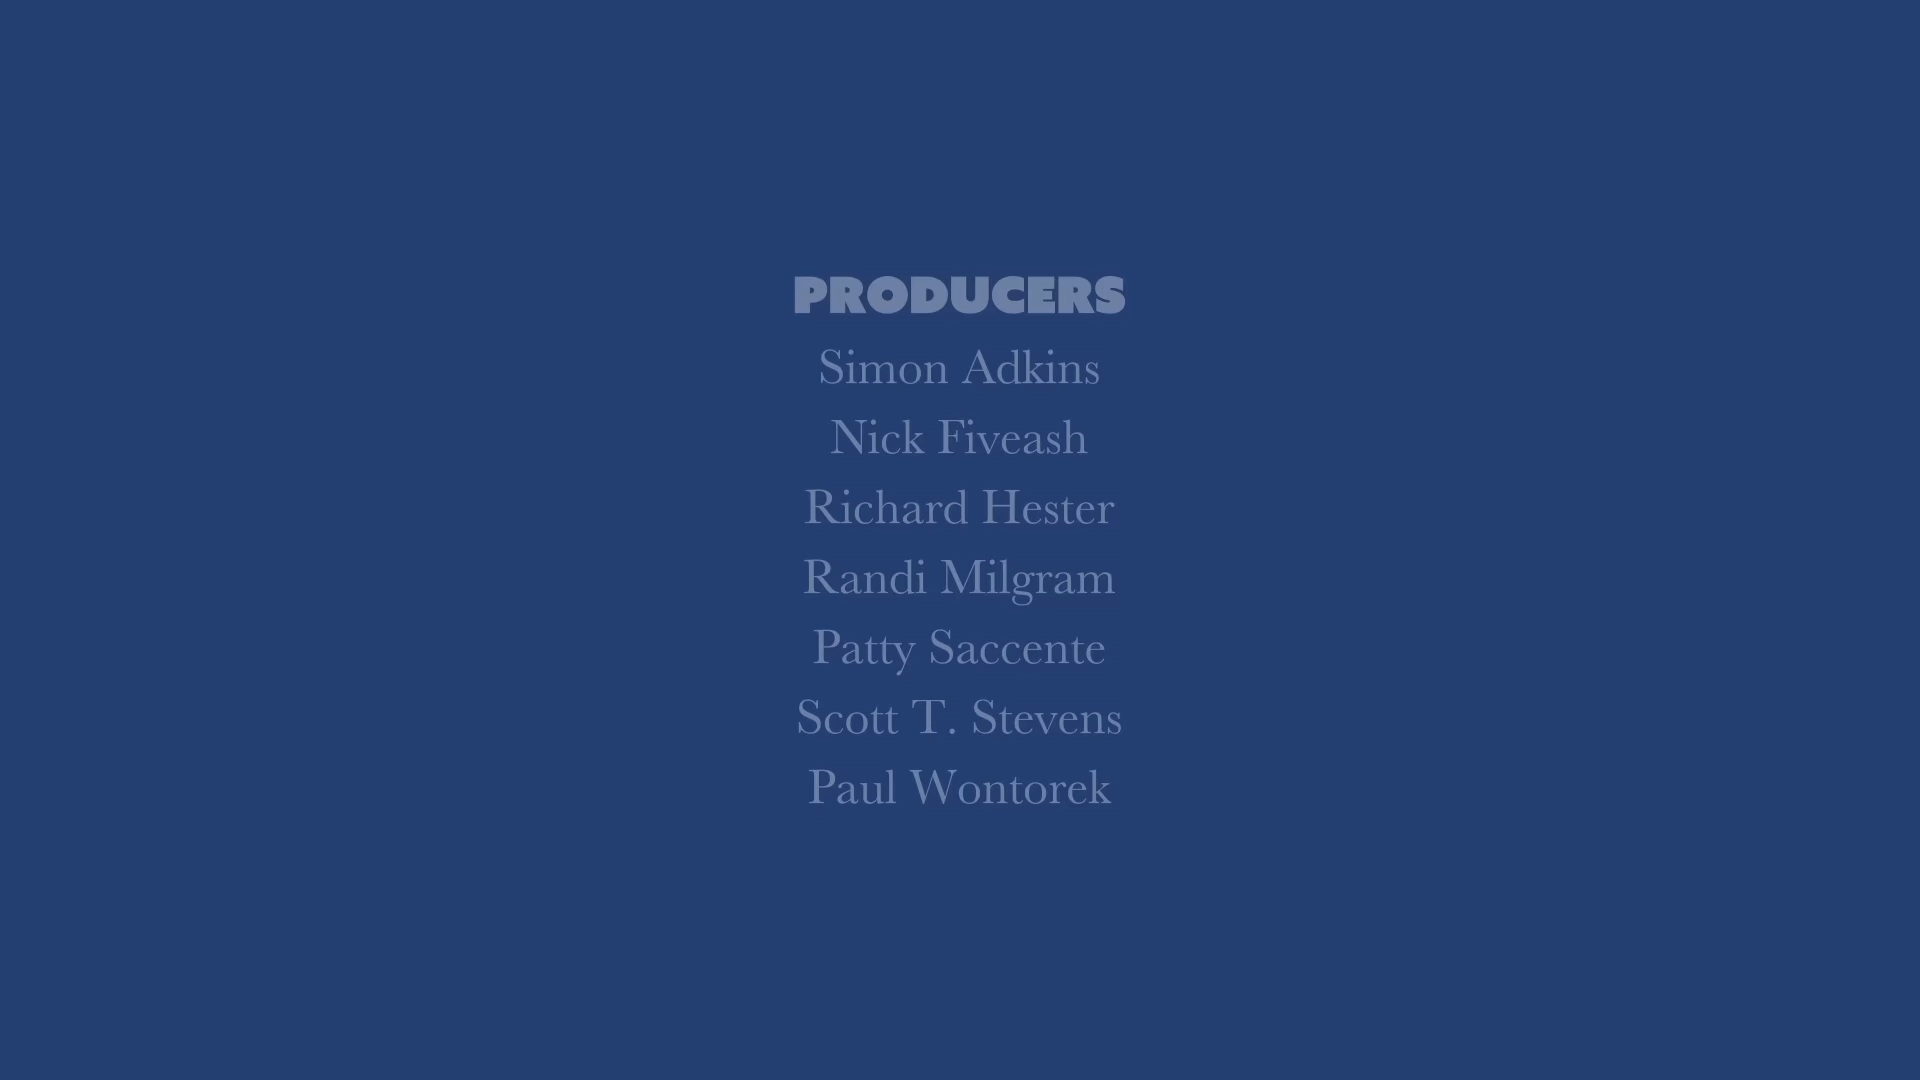 PRODUCERS
Simon Adkins
Nick Fiveash
Richard Hester
Randi Milgram
Patty Saccente
Scott T. Stevens
Paul Wontorek